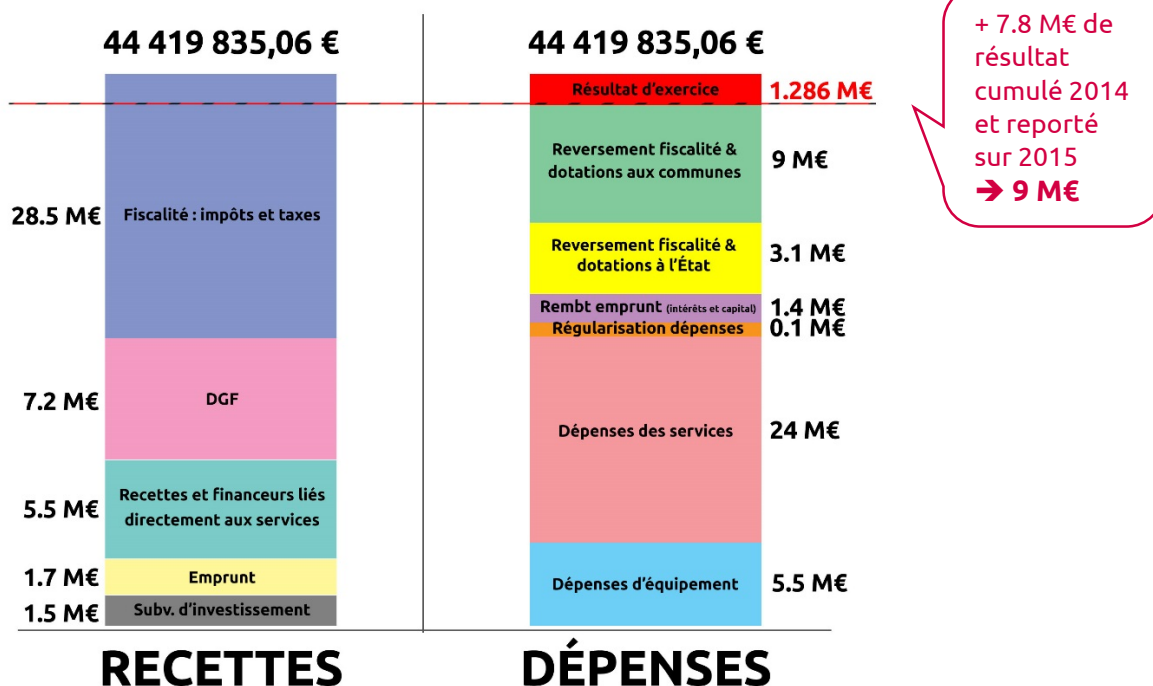 44 419 835,06 €
28.5 M€
Fiscalité : impôts et taxes
7.2 M€
DGF
5.5 M€
Recettes et financeurs liés
directement aux services
1.7 M€
Emprunt
1.5 M€
Subv. d'investissement
RECETTES
44 419 835,06 €
Résultat d'exercice
1.286 M€
Reversement fiscalité &
dotations aux communes
9 M€
Reversement fiscalité &
dotations à l'État
3.1 M€
Rembt emprunt (intérêts et capital)
1.4 M€
Régularisation dépenses
0.1 M€
Dépenses des services
24 M€
Dépenses d'équipement
5.5 M€
DÉPENSES
+ 7.8 M€ de
résultat
cumulé 2014
et reporté
sur 2015
➔ 9 M€